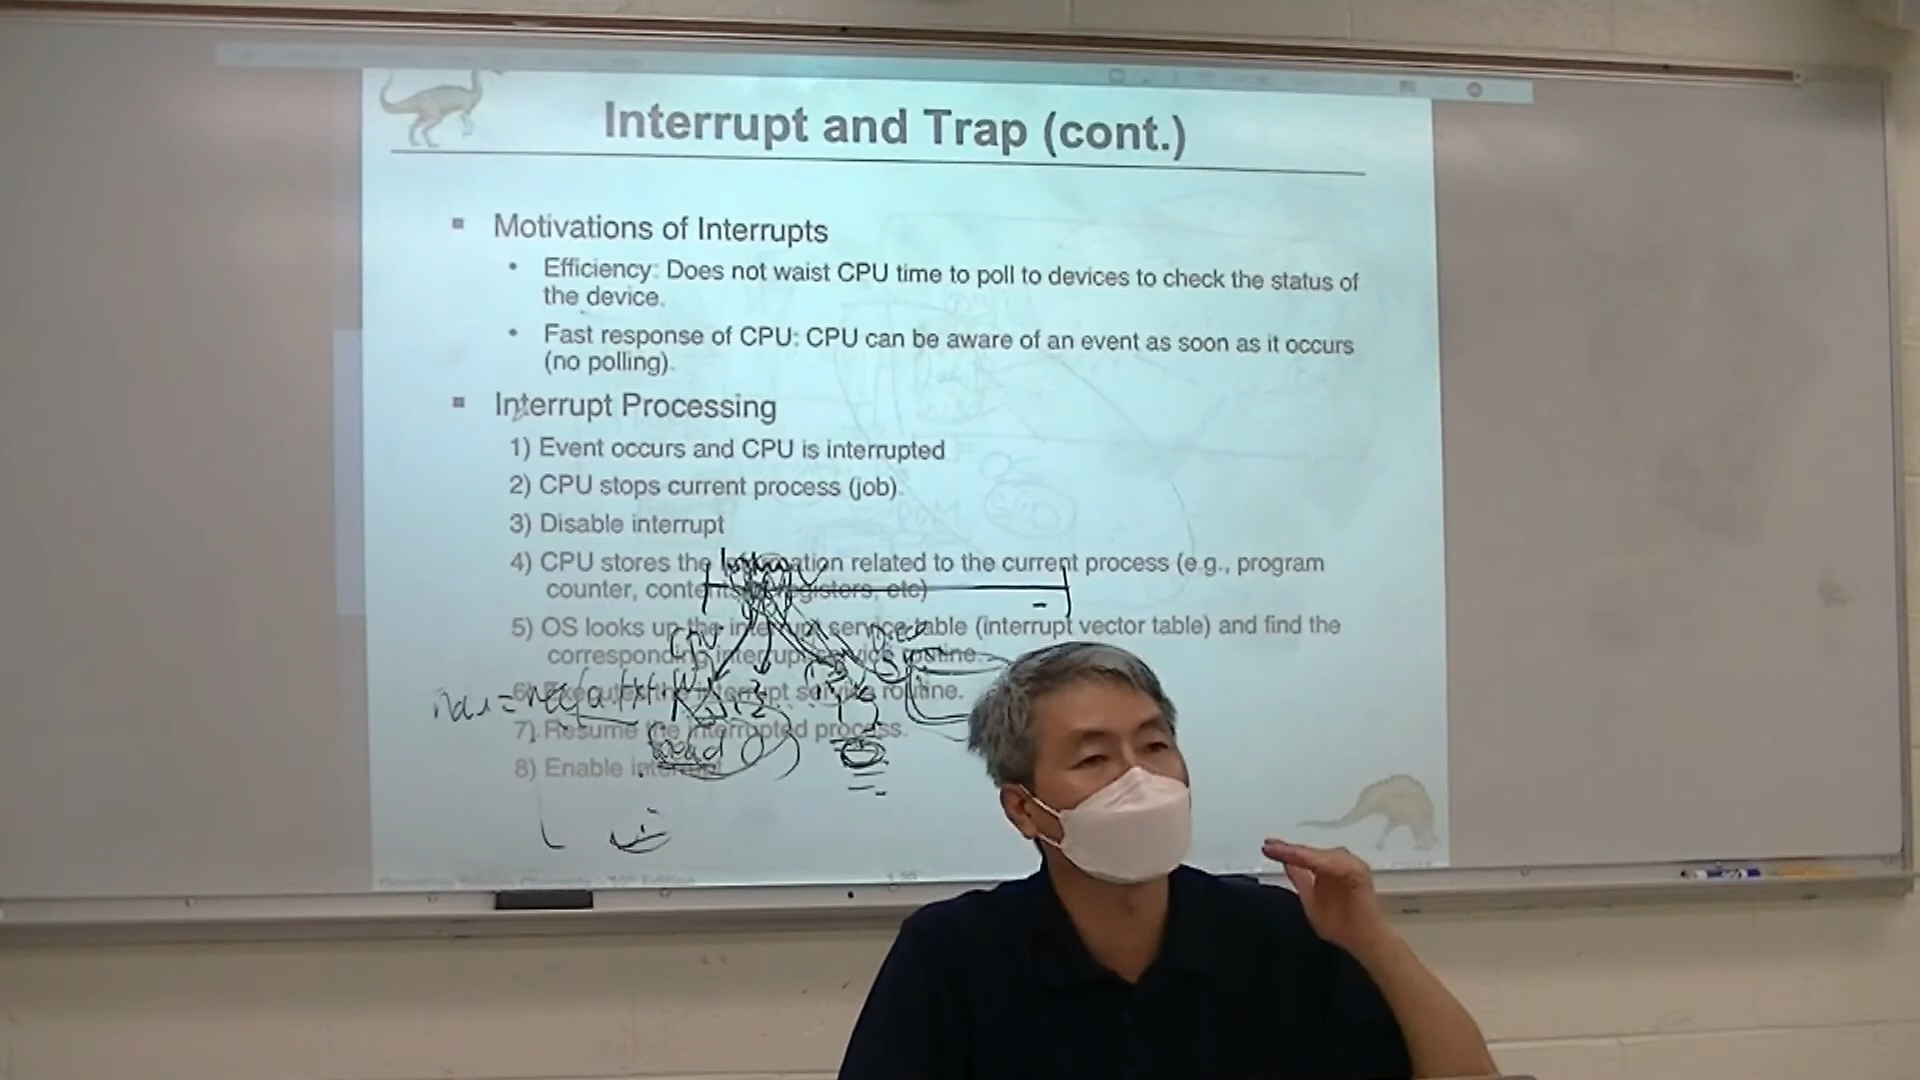 Interrupt and Trap (cont.)
Motivations of Interrupts
Efficiency: Does not waist CPU time to poll to devices to check the status of
the device.
Fast response of CPU: CPU can be aware of an event as soon as it occurs
(no polling).
Interrupt Processing
1) Event occurs and CPU is interrupted
2) CPU stops current process (job).
3) Disable interrupt
4) CPU stores the information related to the current process (e.g., program
counter, contents of registers, etc)
5) OS looks up the interrupt service table (interrupt vector table) and find the
corresponding interrupt service routine.
CPU
6) Execute the interrupt service routine.
7) Resume the interrupted process.
read
8) Enable interrupt